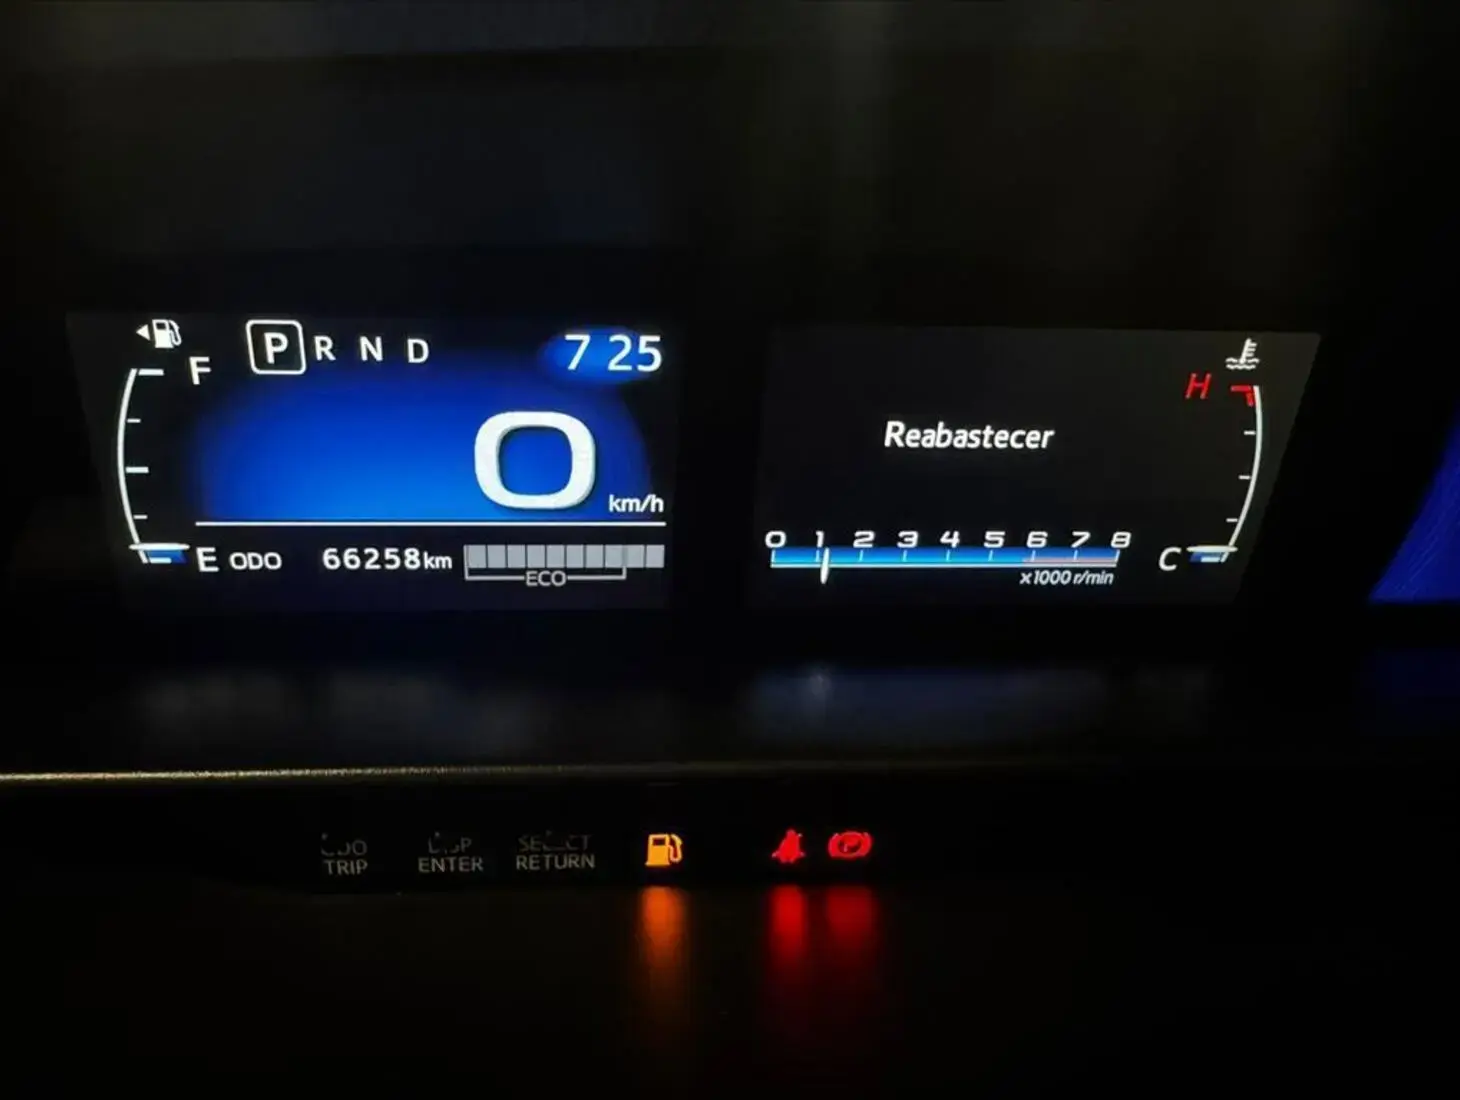 F
P R N D
7 25
0
km/h
E ODO 66258km
ECO
Reabastecer
H
0 1 2 3 4 5 6 7 8
x1000 r/min
C
TRIP
ENTER
SELECT
RETURN
P